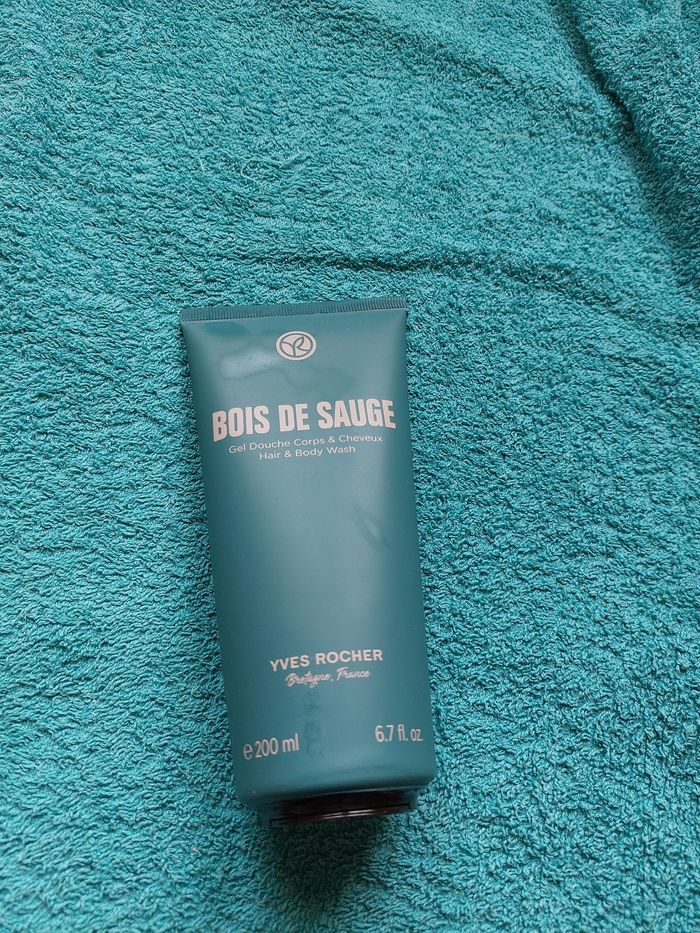 BOIS DE SAUGE
Gel Douche Corps & Cheveux
Hair & Body Wash
YVES ROCHER
Bretagne, France
e 200 ml 6.7 fl. oz.